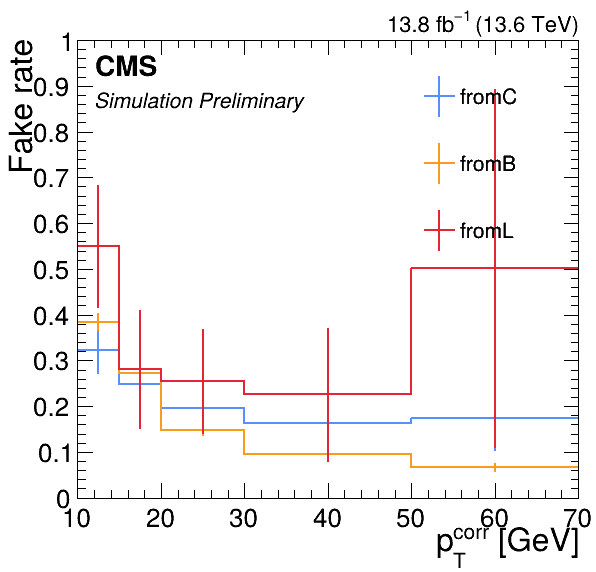 13.8 fb⁻¹ (13.6 TeV)
Fake rate
CMS
Simulation Preliminary
fromC
fromB
fromL
1
0.9
0.8
0.7
0.6
0.5
0.4
0.3
0.2
0.1
0
10 20 30 40 50 60 70
p_T^corr [GeV]